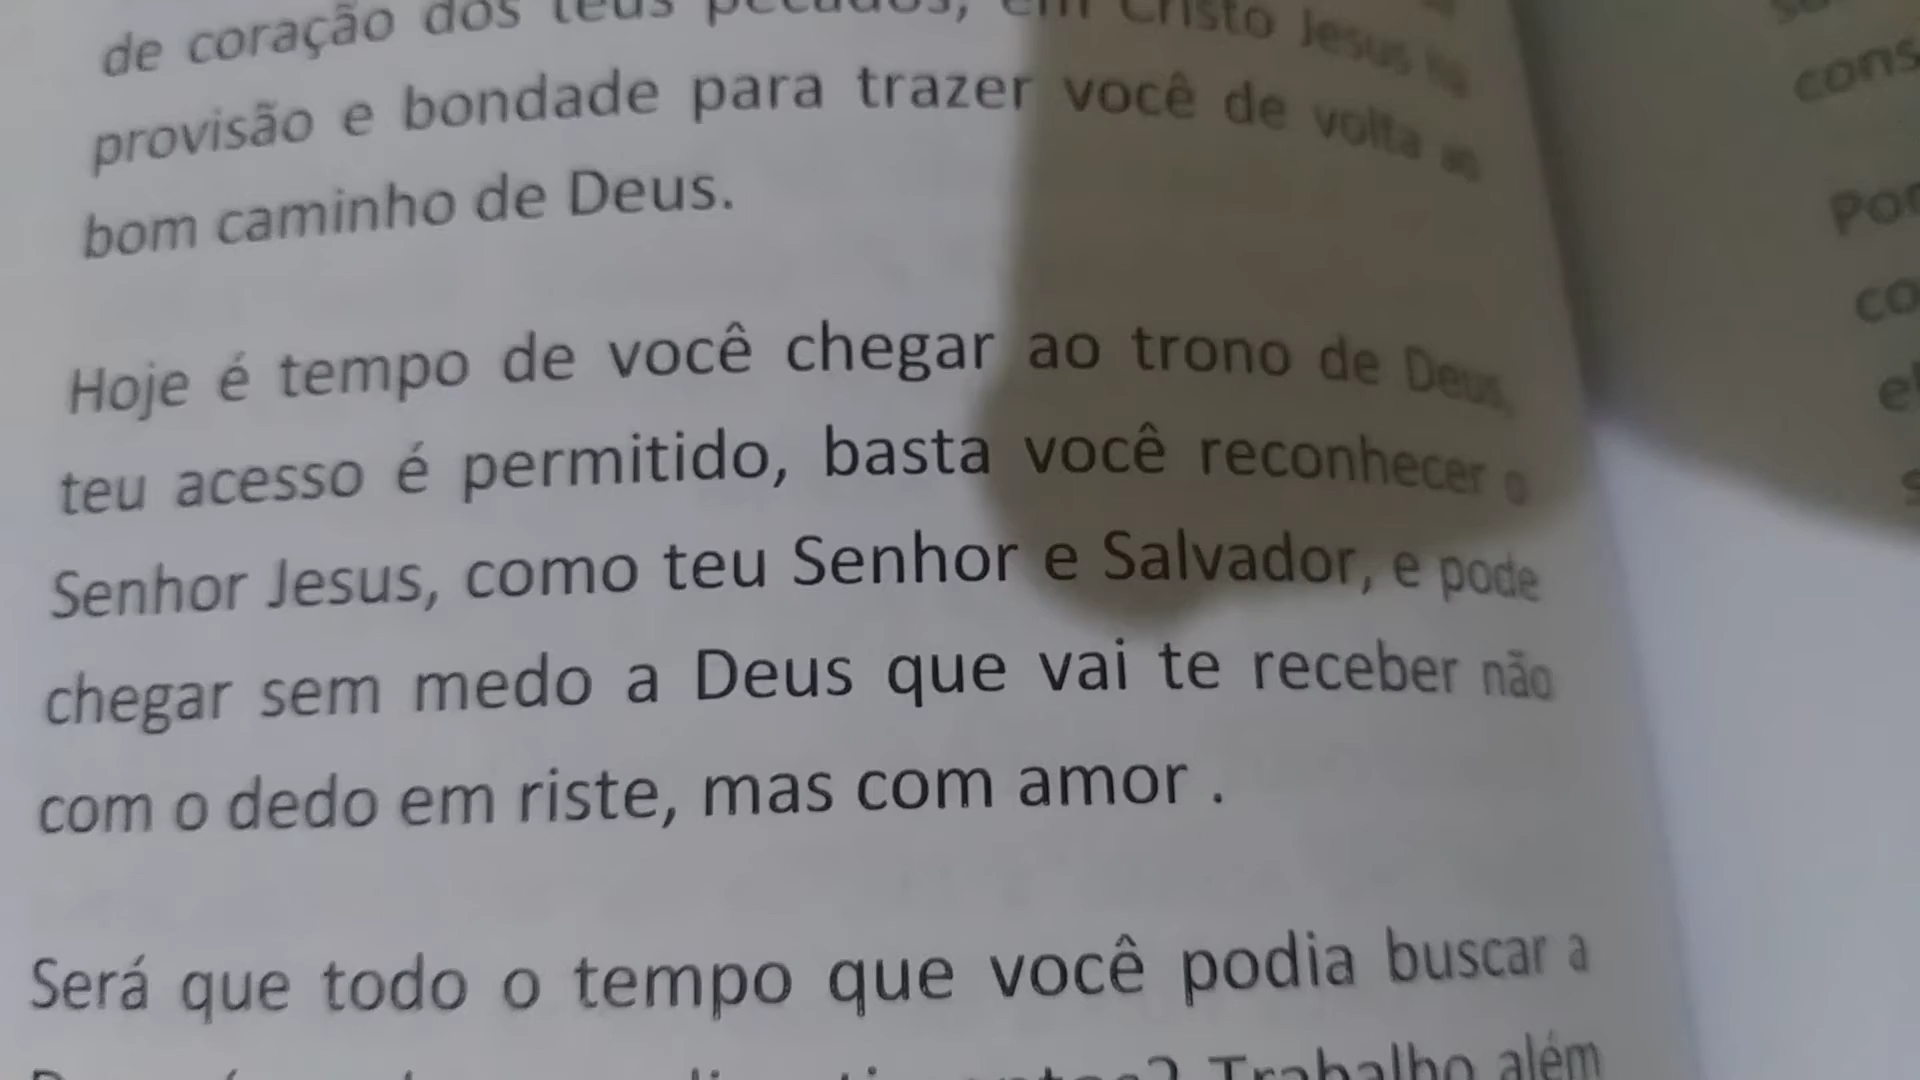 de coração dos teus pecados, em Cristo Jesus há
provisão e bondade para trazer você de volta ao
bom caminho de Deus.
Hoje é tempo de você chegar ao trono de Deus,
teu acesso é permitido, basta você reconhecer o
Senhor Jesus, como teu Senhor e Salvador, e pode
chegar sem medo a Deus que vai te receber não
com o dedo em riste, mas com amor .
Será que todo o tempo que você podia buscar a
Trabalho além